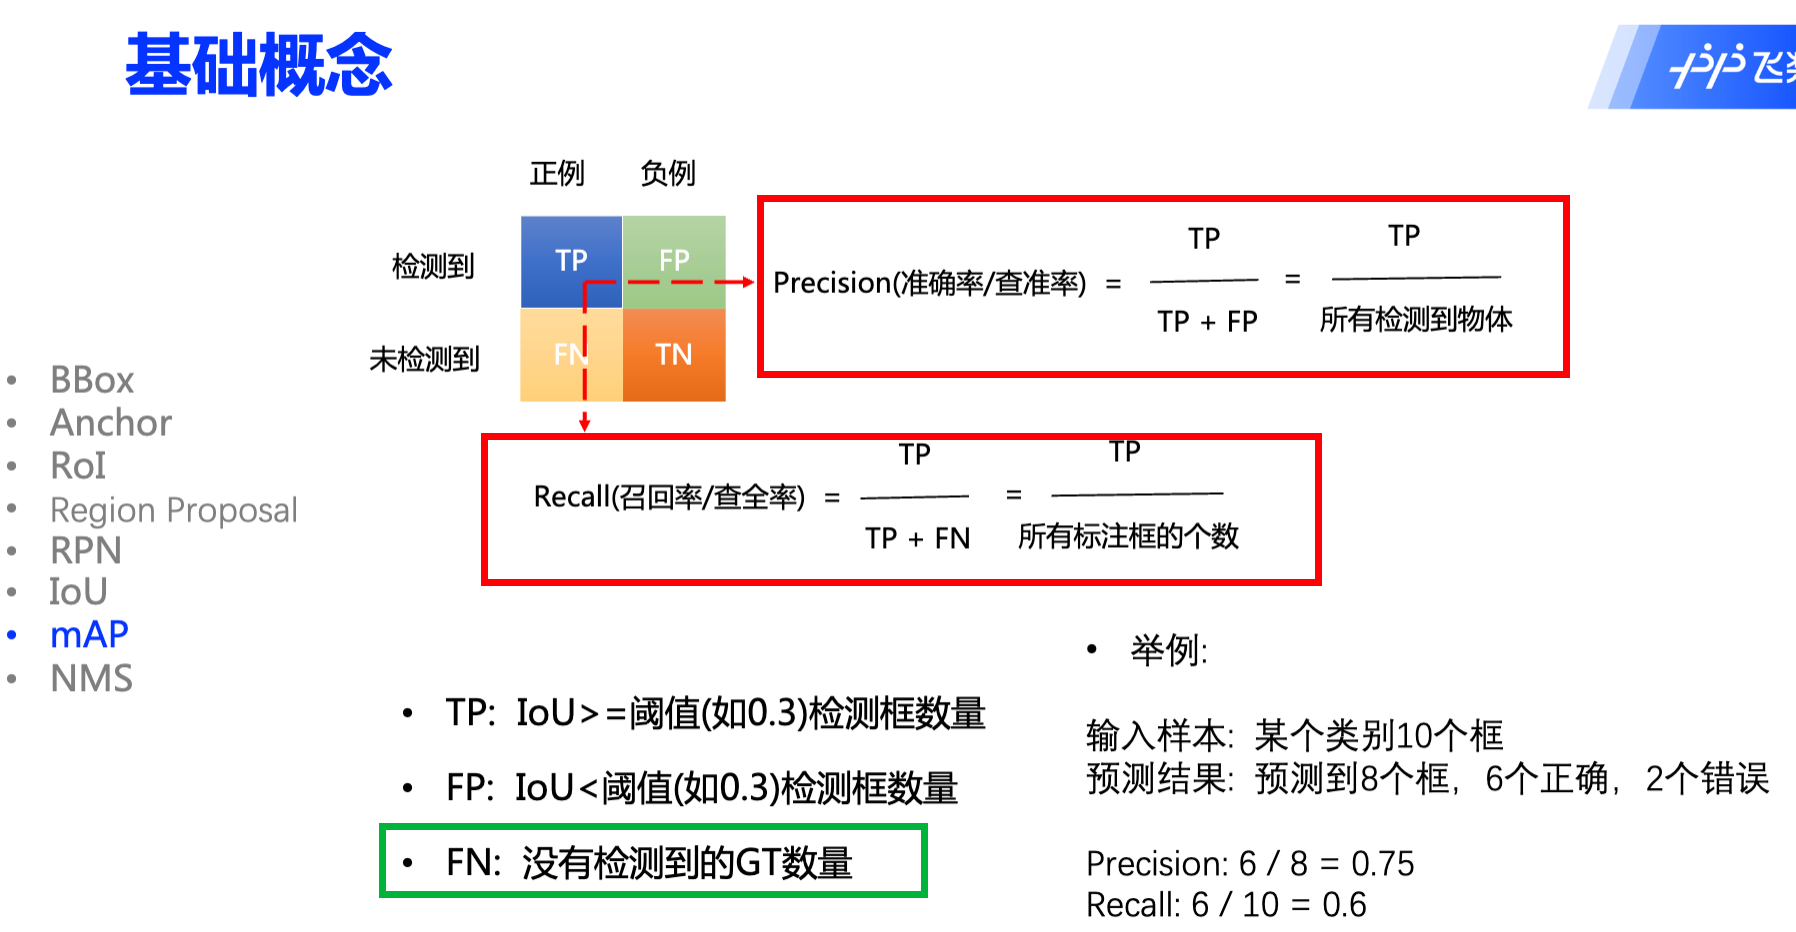 基础概念
飞
正例 负例
检测到 TP FP
未检测到 FN TN
Precision(准确率/查准率) = TP / TP + FP = TP / 所有检测到物体
Recall(召回率/查全率) = TP / TP + FN = TP / 所有标注框的个数
• BBox
• Anchor
• RoI
• Region Proposal
• RPN
• IoU
• mAP
• NMS
• TP: IoU>=阈值(如0.3)检测框数量
• FP: IoU<阈值(如0.3)检测框数量
• FN: 没有检测到的GT数量
• 举例:
输入样本: 某个类别10个框
预测结果: 预测到8个框, 6个正确, 2个错误
Precision: 6 / 8 = 0.75
Recall: 6 / 10 = 0.6